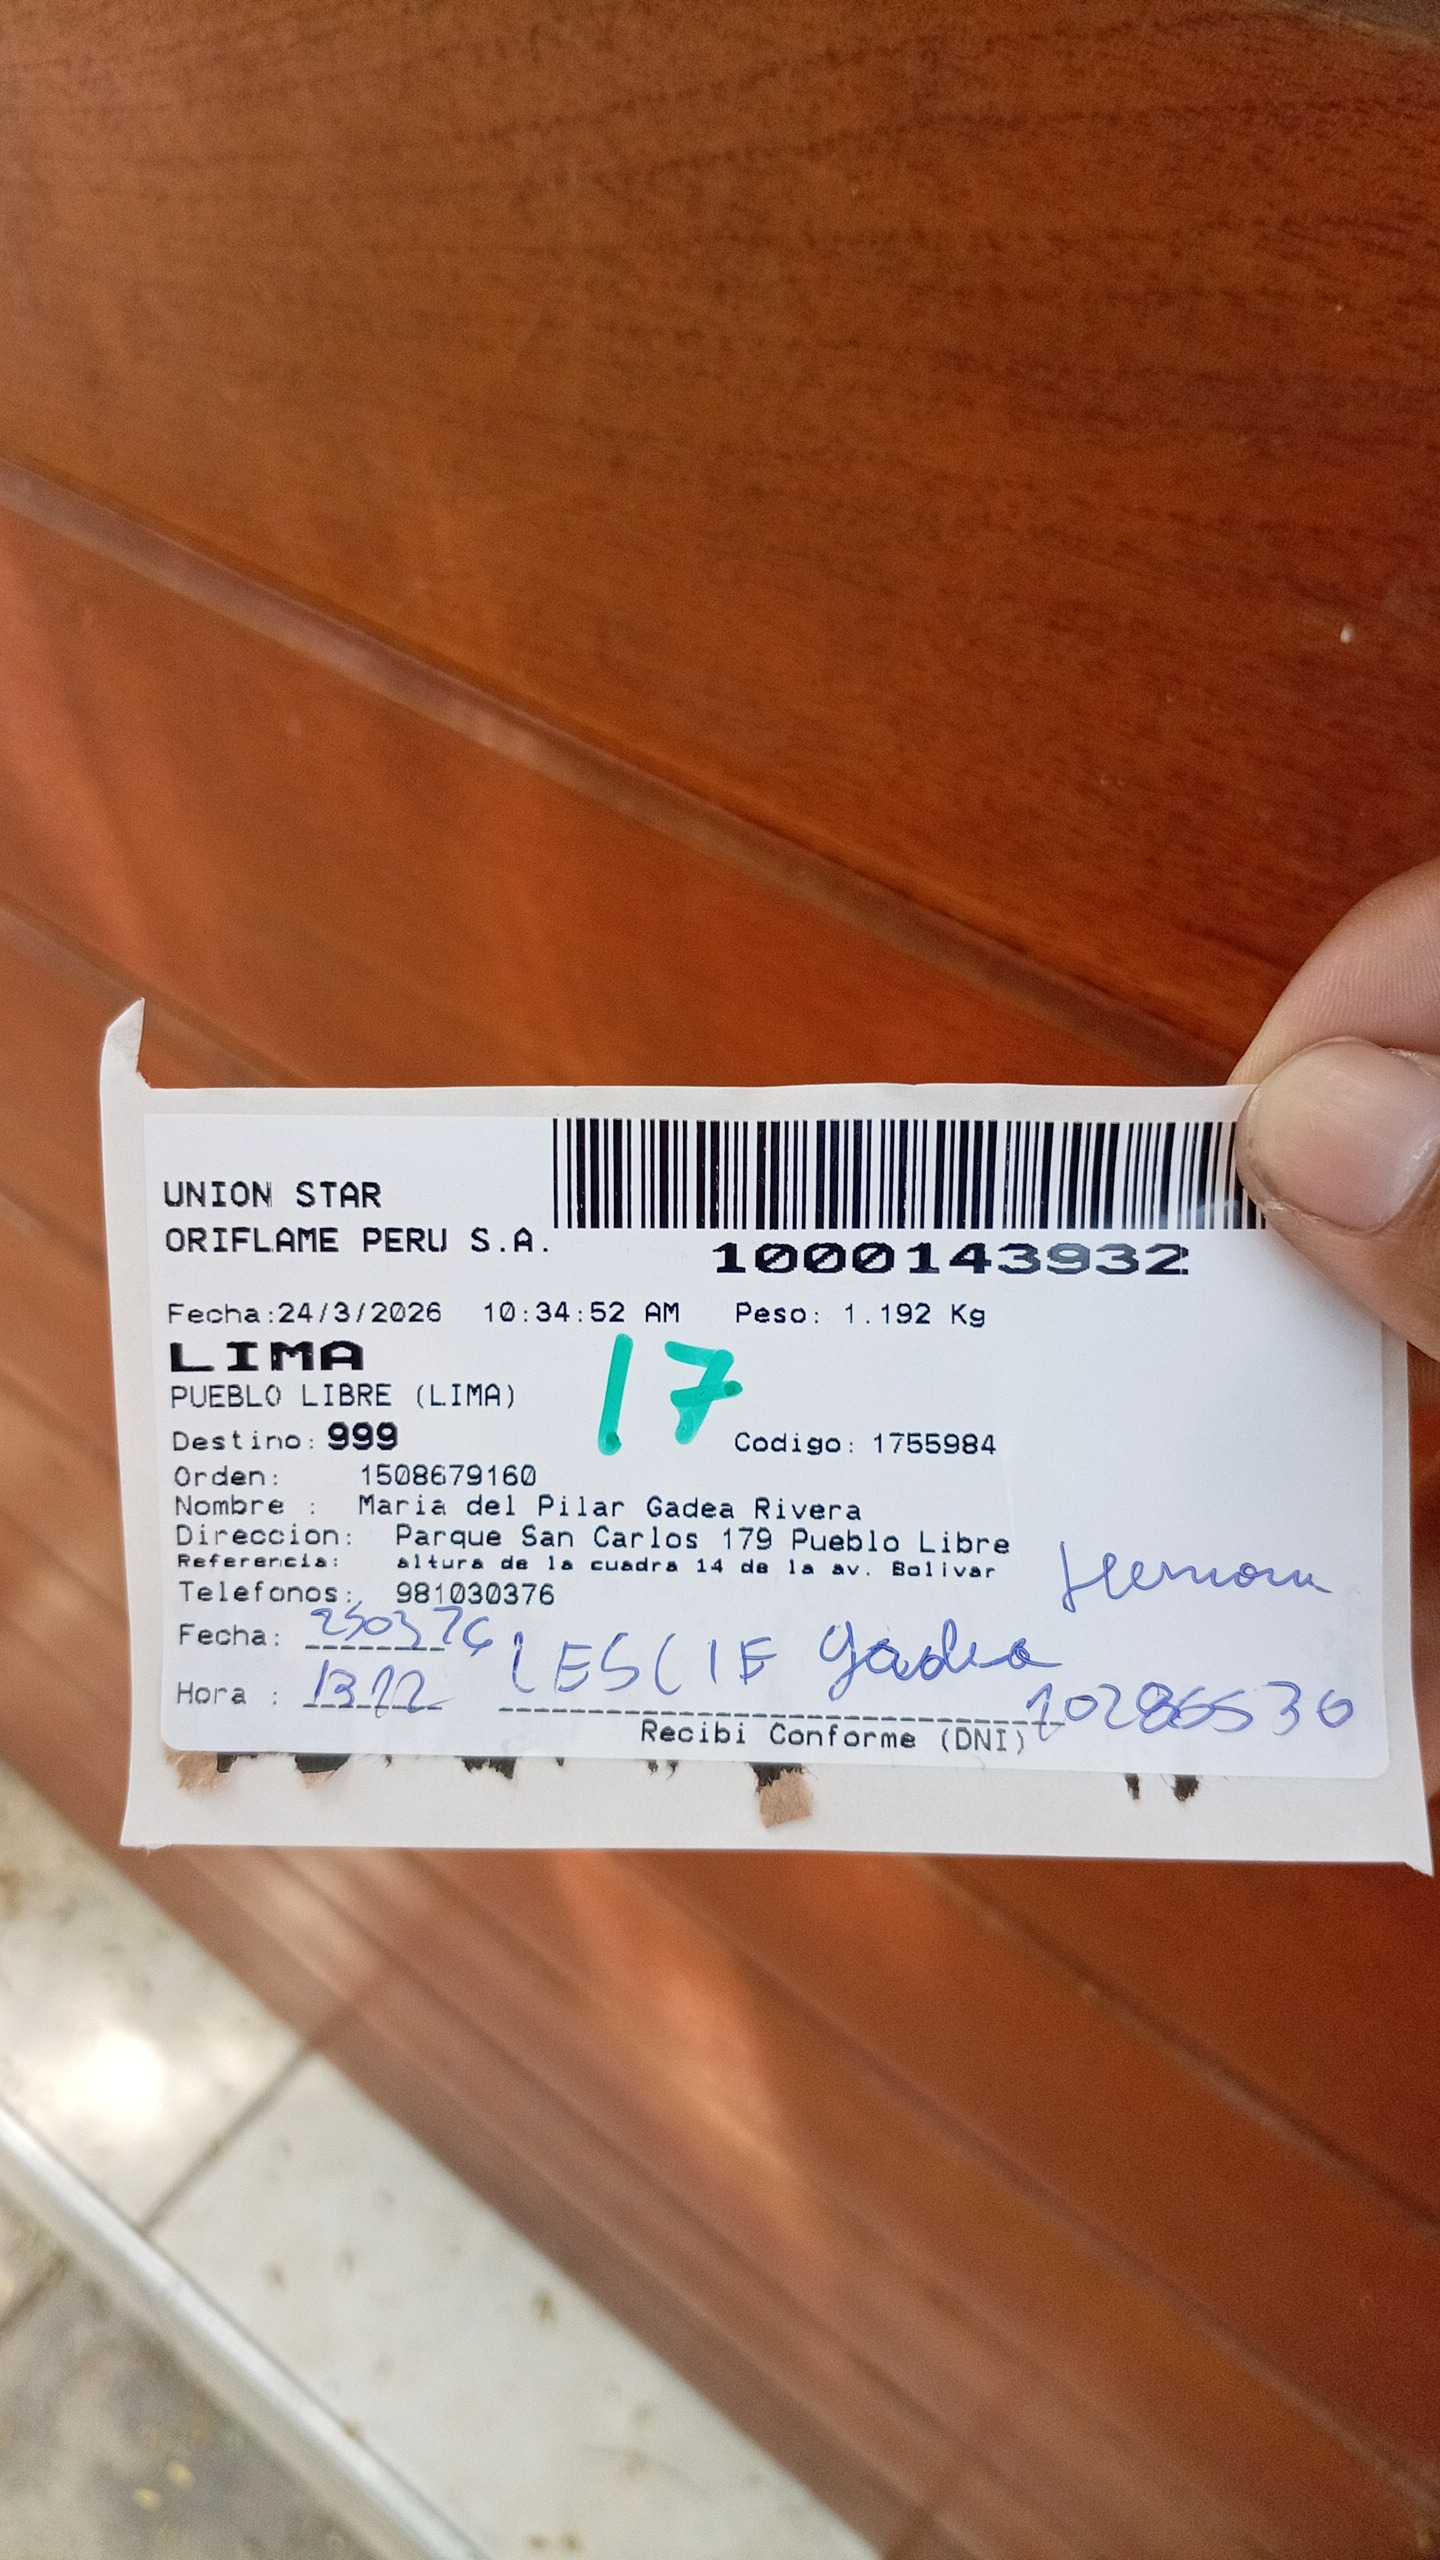 UNION STAR
ORIFLAME PERU S.A.
1000143932
Fecha:24/3/2026 10:34:52 AM Peso: 1.192 Kg
LIMA
17
PUEBLO LIBRE (LIMA)
Destino: 999 Codigo: 1755984
Orden: 1508679160
Nombre : Maria del Pilar Gadea Rivera
Direccion: Parque San Carlos 179 Pueblo Libre
Referencia: altura de la cuadra 14 de la av. Bolivar
Telefonos: 981030376
Hermana
Fecha: 250326
LESLIE Gadea
Hora : 1312
10286536
Recibi Conforme (DNI)